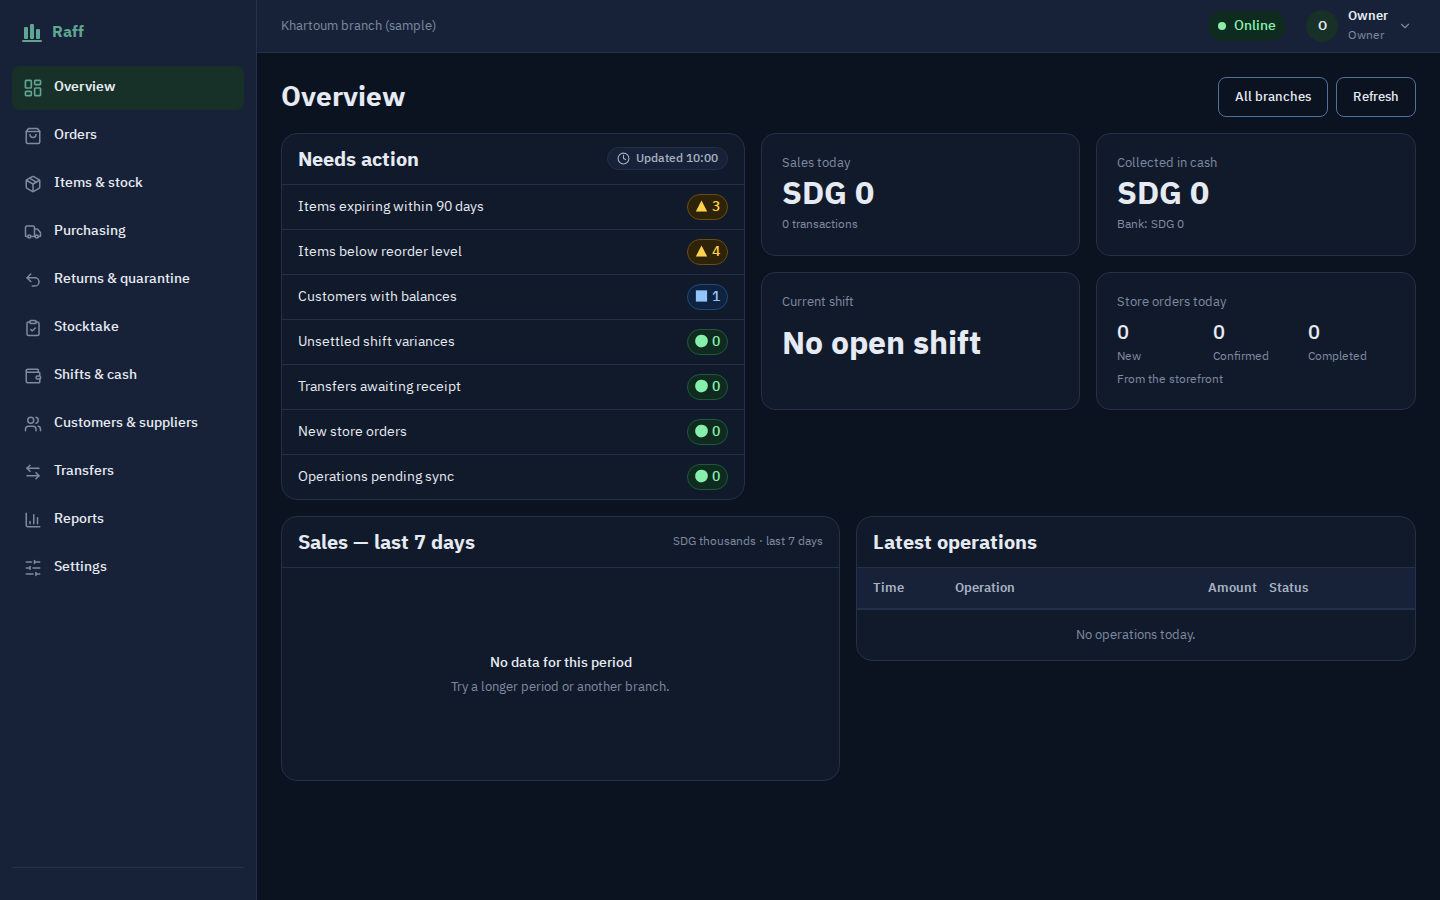 Raff
Overview
Orders
Items & stock
Purchasing
Returns & quarantine
Stocktake
Shifts & cash
Customers & suppliers
Transfers
Reports
Settings
Khartoum branch (sample)
Online
O
Owner
Owner
Overview
All branches
Refresh
Needs action
Updated 10:00
Items expiring within 90 days 3
Items below reorder level 4
Customers with balances 1
Unsettled shift variances 0
Transfers awaiting receipt 0
New store orders 0
Operations pending sync 0
Sales today
SDG 0
0 transactions
Collected in cash
SDG 0
Bank: SDG 0
Current shift
No open shift
Store orders today
0 0 0
New Confirmed Completed
From the storefront
Sales — last 7 days
SDG thousands · last 7 days
No data for this period
Try a longer period or another branch.
Latest operations
Time Operation Amount Status
No operations today.